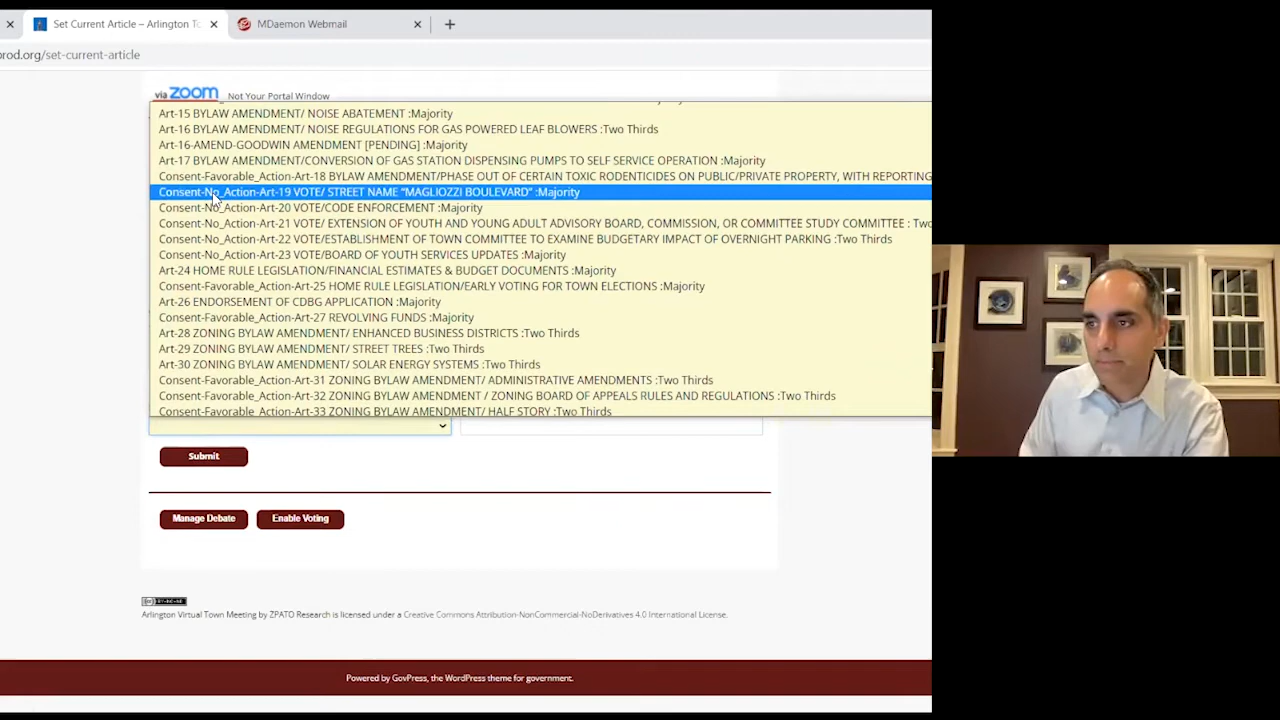 Set Current Article – Arlington To
MDaemon Webmail
prod.org/set-current-article
via zoom Not Your Portal Window
Art-15 BYLAW AMENDMENT/ NOISE ABATEMENT :Majority
Art-16 BYLAW AMENDMENT/ NOISE REGULATIONS FOR GAS POWERED LEAF BLOWERS :Two Thirds
Art-16-AMEND-GOODWIN AMENDMENT [PENDING] :Majority
Art-17 BYLAW AMENDMENT/CONVERSION OF GAS STATION DISPENSING PUMPS TO SELF SERVICE OPERATION :Majority
Consent-Favorable_Action-Art-18 BYLAW AMENDMENT/PHASE OUT OF CERTAIN TOXIC RODENTICIDES ON PUBLIC/PRIVATE PROPERTY, WITH REPORTING
Consent-No_Action-Art-19 VOTE/ STREET NAME "MAGLIOZZI BOULEVARD" :Majority
Consent-No_Action-Art-20 VOTE/CODE ENFORCEMENT :Majority
Consent-No_Action-Art-21 VOTE/ EXTENSION OF YOUTH AND YOUNG ADULT ADVISORY BOARD, COMMISSION, OR COMMITTEE STUDY COMMITTEE : Two
Consent-No_Action-Art-22 VOTE/ESTABLISHMENT OF TOWN COMMITTEE TO EXAMINE BUDGETARY IMPACT OF OVERNIGHT PARKING :Two Thirds
Consent-No_Action-Art-23 VOTE/BOARD OF YOUTH SERVICES UPDATES :Majority
Art-24 HOME RULE LEGISLATION/FINANCIAL ESTIMATES & BUDGET DOCUMENTS :Majority
Consent-Favorable_Action-Art-25 HOME RULE LEGISLATION/EARLY VOTING FOR TOWN ELECTIONS :Majority
Art-26 ENDORSEMENT OF CDBG APPLICATION :Majority
Consent-Favorable_Action-Art-27 REVOLVING FUNDS :Majority
Art-28 ZONING BYLAW AMENDMENT/ ENHANCED BUSINESS DISTRICTS :Two Thirds
Art-29 ZONING BYLAW AMENDMENT/ STREET TREES :Two Thirds
Art-30 ZONING BYLAW AMENDMENT/ SOLAR ENERGY SYSTEMS :Two Thirds
Consent-Favorable_Action-Art-31 ZONING BYLAW AMENDMENT/ ADMINISTRATIVE AMENDMENTS :Two Thirds
Consent-Favorable_Action-Art-32 ZONING BYLAW AMENDMENT / ZONING BOARD OF APPEALS RULES AND REGULATIONS :Two Thirds
Consent-Favorable_Action-Art-33 ZONING BYLAW AMENDMENT/ HALF STORY :Two Thirds
Submit
Manage Debate Enable Voting
Arlington Virtual Town Meeting by ZPATO Research is licensed under a Creative Commons Attribution-NonCommercial-NoDerivatives 4.0 International License.
Powered by GovPress, the WordPress theme for government.